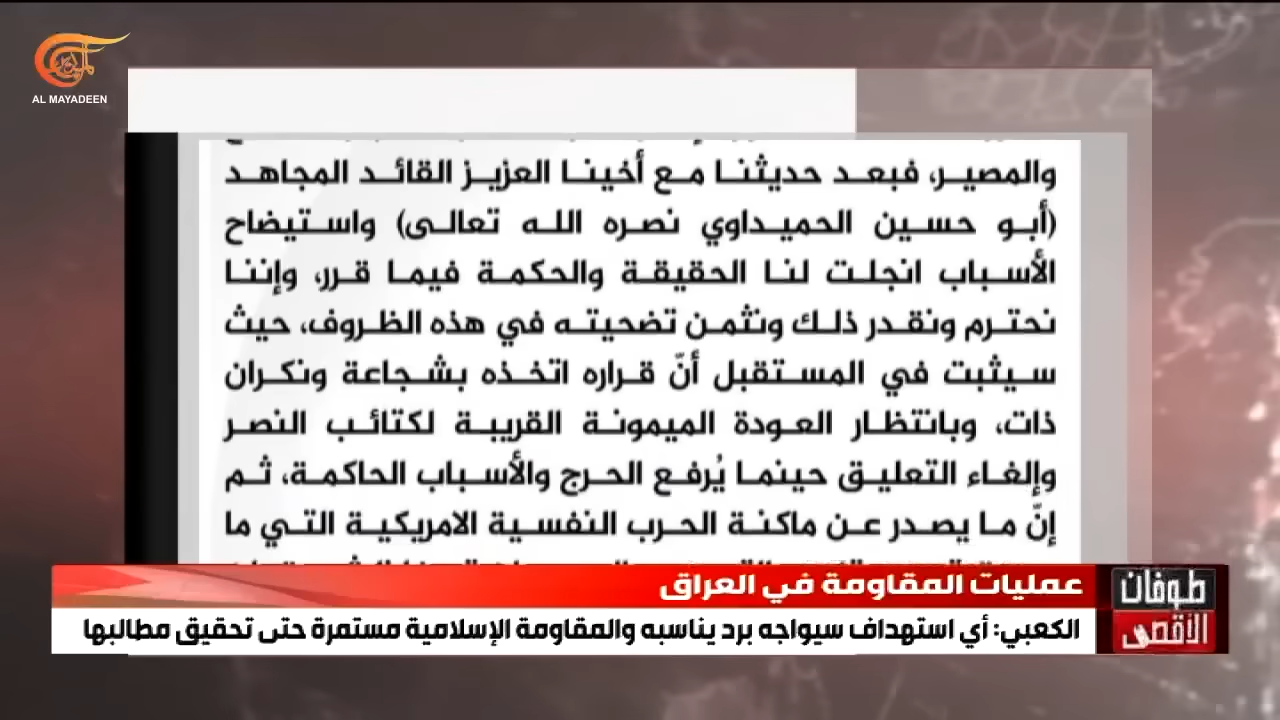 AL MAYADEEN
والمصير، فبعد حديثنا مع أخينا العزيز القائد المجاهد
(أبو حسين الحميداوي نصره الله تعالى) واستيضاح
الأسباب انجلت لنا الحقيقة والحكمة فيما قرر، وإننا
نحترم ونقدر ذلك ونثمن تضحيته في هذه الظروف، حيث
سيثبت في المستقبل أنّ قراره اتخذه بشجاعة ونكران
ذات، وبانتظار العودة الميمونة القريبة لكتائب النصر
وإلغاء التعليق حينما يُرفع الحرج والأسباب الحاكمة، ثم
إنّ ما يصدر عن ماكنة الحرب النفسية الامريكية التي ما
عمليات المقاومة في العراق
الكعبي: أي استهداف سيواجه برد يناسبه والمقاومة الإسلامية مستمرة حتى تحقيق مطالبها
طوفان
الأقصى